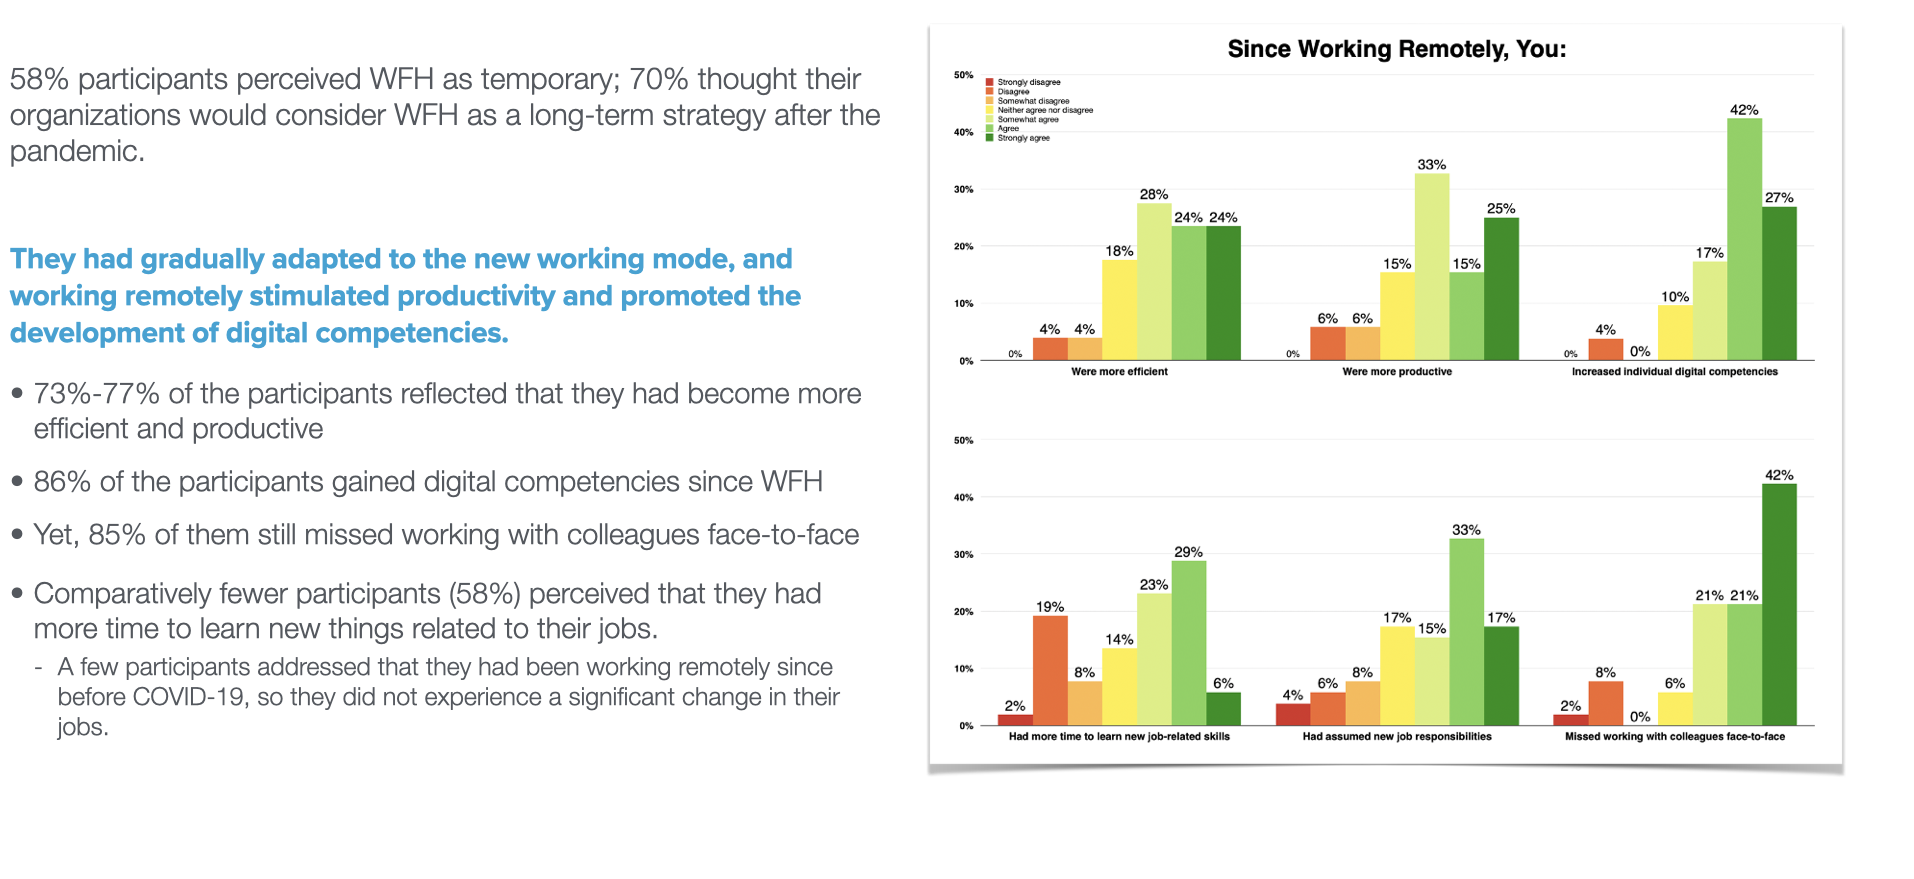 58% participants perceived WFH as temporary; 70% thought their
organizations would consider WFH as a long-term strategy after the
pandemic.
They had gradually adapted to the new working mode, and
working remotely stimulated productivity and promoted the
development of digital competencies.
• 73%-77% of the participants reflected that they had become more
efficient and productive
• 86% of the participants gained digital competencies since WFH
• Yet, 85% of them still missed working with colleagues face-to-face
• Comparatively fewer participants (58%) perceived that they had
more time to learn new things related to their jobs.
- A few participants addressed that they had been working remotely since
before COVID-19, so they did not experience a significant change in their
jobs.
Since Working Remotely, You:
Strongly disagree
Disagree
Somewhat disagree
Neither agree nor disagree
Somewhat agree
Agree
Strongly agree
50%
40%
30%
20%
10%
0%
0% 4% 4% 18% 28% 24% 24%
Were more efficient
0% 6% 6% 15% 33% 15% 25%
Were more productive
0% 4% 0% 10% 17% 42% 27%
Increased individual digital competencies
50%
40%
30%
20%
10%
0%
2% 19% 8% 14% 23% 29% 6%
Had more time to learn new job-related skills
4% 6% 8% 17% 15% 33% 17%
Had assumed new job responsibilities
2% 8% 0% 6% 21% 21% 42%
Missed working with colleagues face-to-face